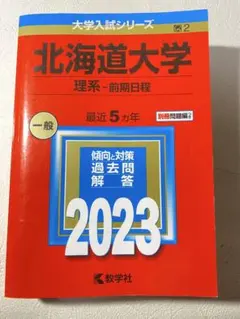 大学入試シリーズ
2
北海道大学
理系-前期日程
最近5カ年
別冊問題編
一般
傾向と対策
過去問
解答
2023
教学社